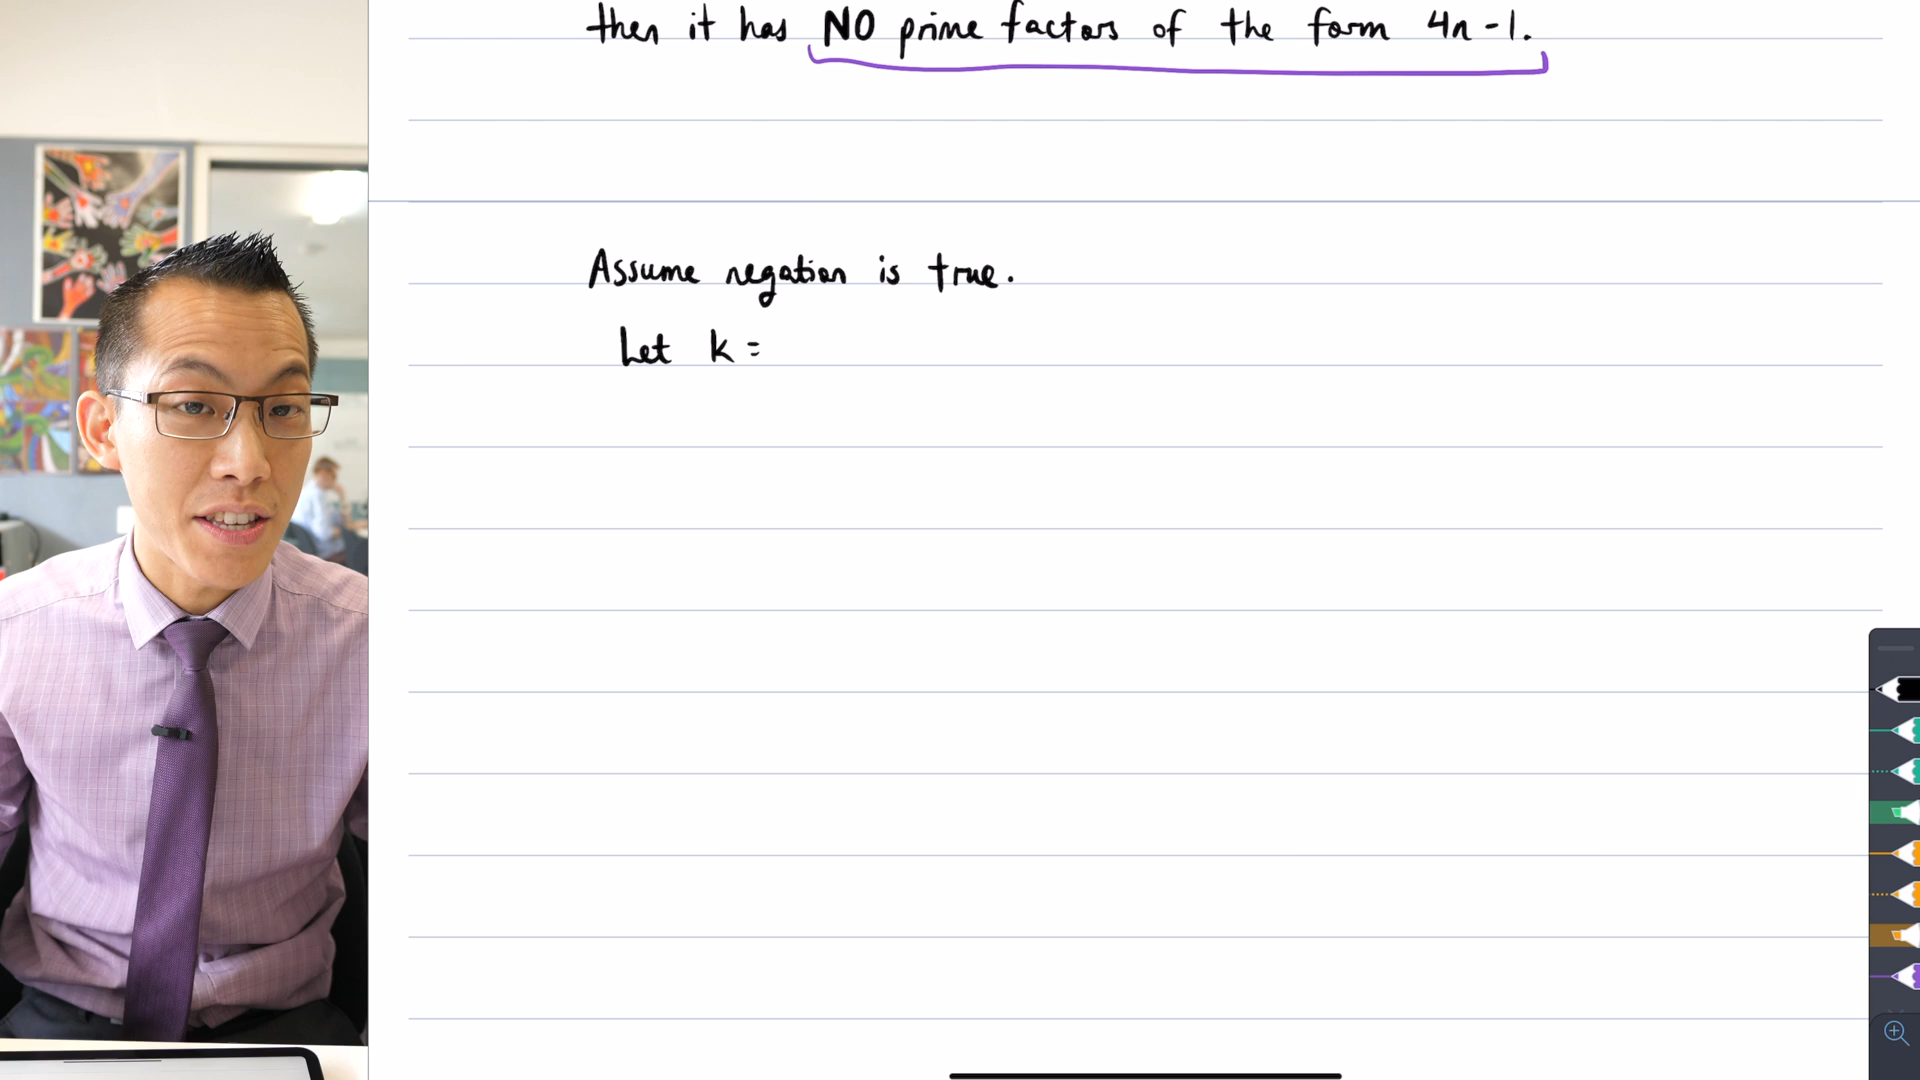 then it has NO prime factors of the form 4n-1.
Assume negation is true.
Let k =